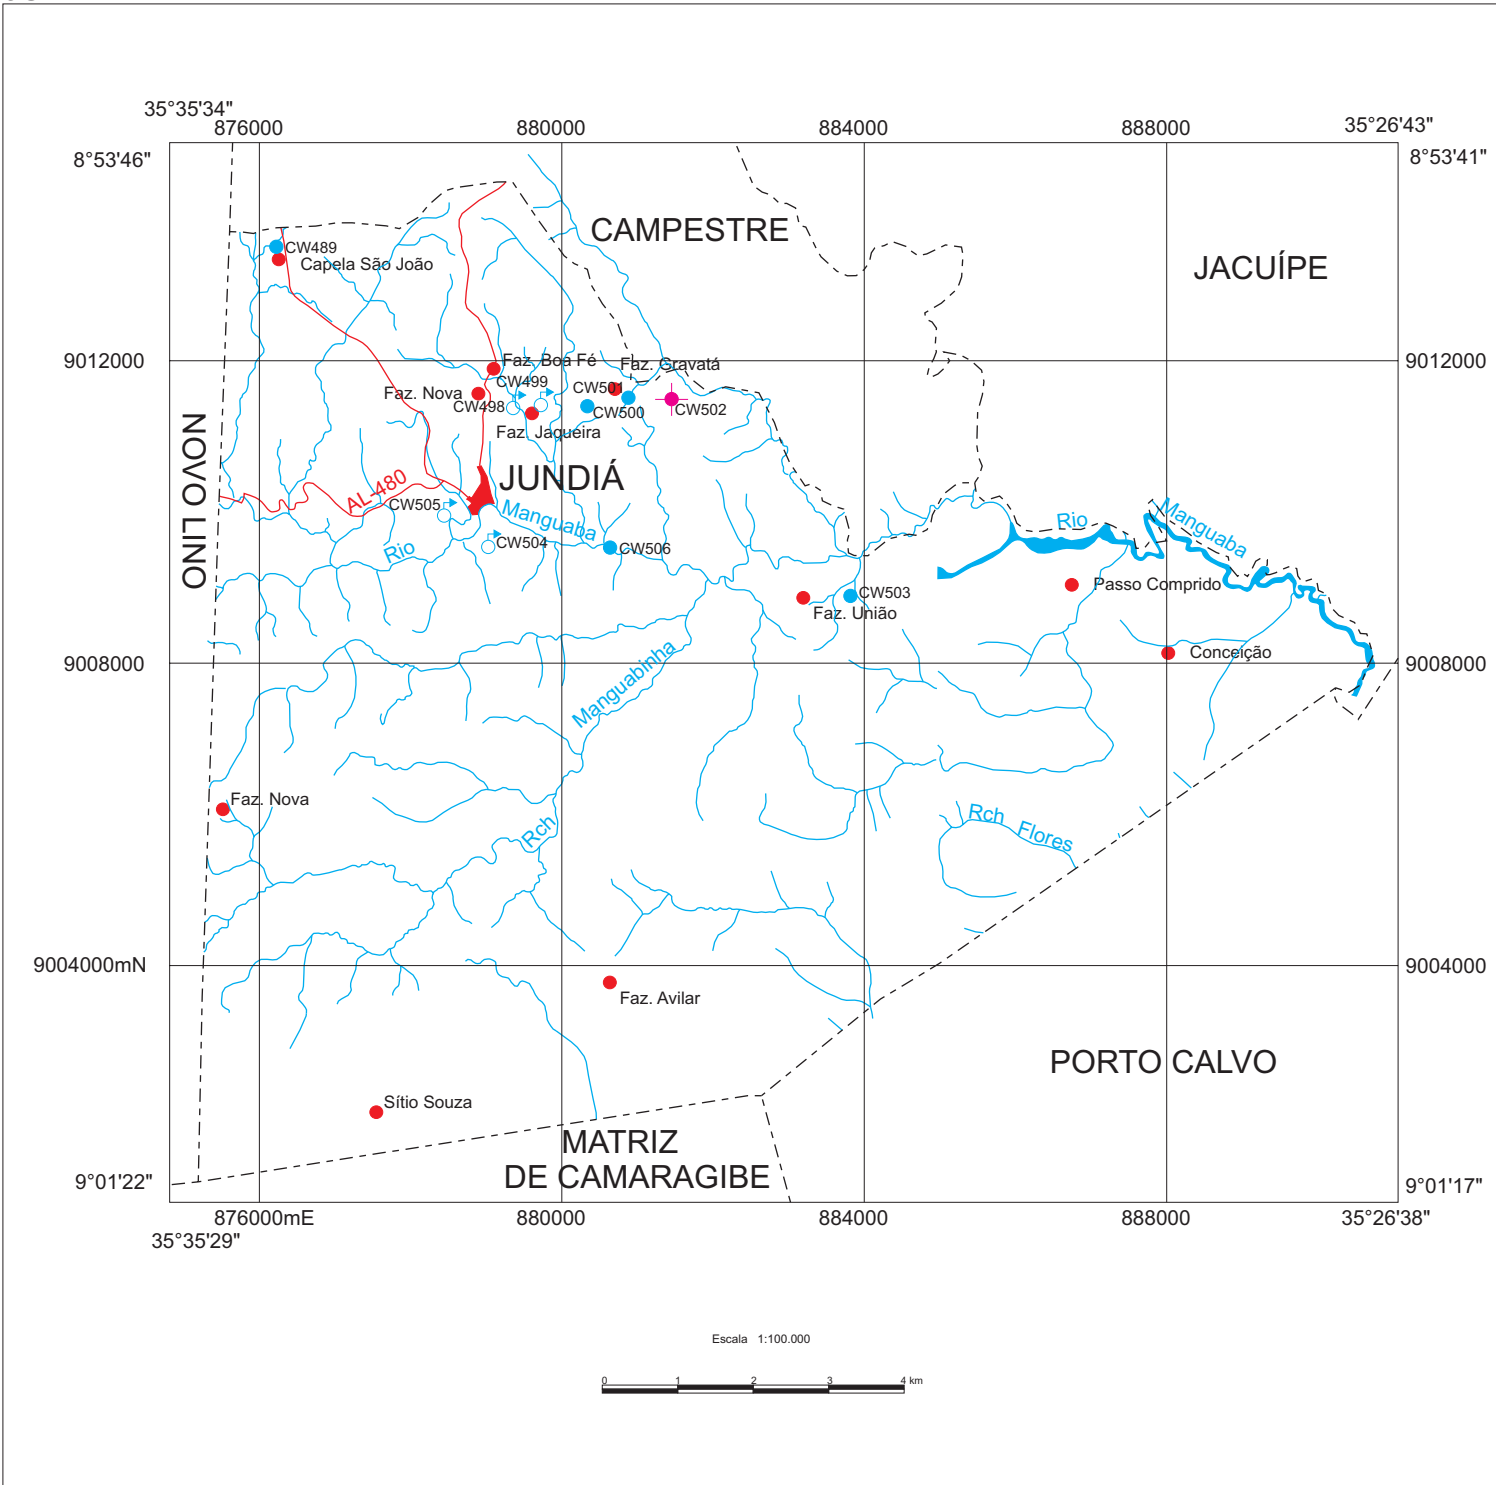 35°35'34"
876000
880000
884000
888000
35°26'43"
8°53'46"
8°53'41"
CAMPESTRE
JACUÍPE
CW489
Capela São João
9012000
9012000
Faz. Boa Fé
Faz. Gravatá
CW499
CW501
Faz. Nova
CW498
CW500
CW502
Faz. Jaqueira
NOVO LINO
JUNDIÁ
AL-480
CW505
Manguaba
Rio
Manguaba
Rio
CW504
CW506
Passo Comprido
CW503
Faz. União
Conceição
9008000
9008000
Manguabinha
Faz. Nova
Rch
Rch Flores
9004000mN
9004000
Faz. Avilar
PORTO CALVO
Sítio Souza
MATRIZ
DE CAMARAGIBE
9°01'22"
9°01'17"
876000mE
880000
884000
888000
35°26'38"
35°35'29"
Escala 1:100.000
0 1 2 3 4 km